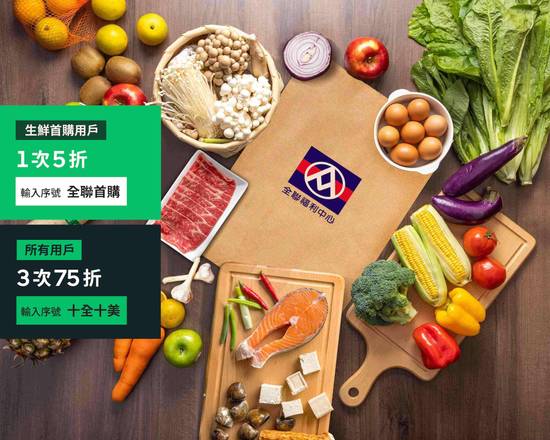 生鮮首購用戶
1次5折
輸入序號 全聯首購
所有用戶
3次75折
輸入序號 十全十美
全聯福利中心